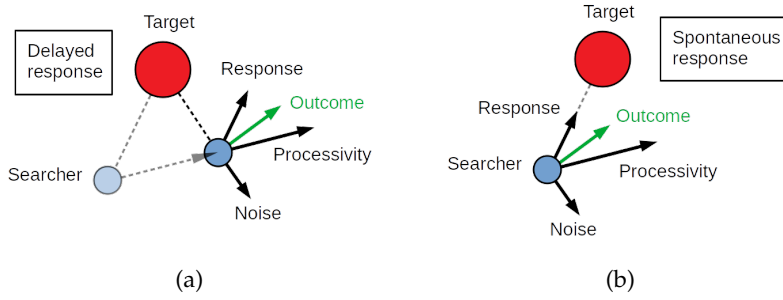 Target
Delayed
response
Response
Outcome
Processivity
Searcher
Noise
(a)
Target
Spontaneous
response
Response
Outcome
Searcher
Processivity
Noise
(b)